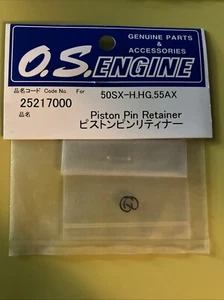 GENUINE PARTS
&
ACCESSORIES
O.S.ENGINE
品名コード Code No. For 50SX-H.HG.55AX
25217000
品名 Piston Pin Retainer
ピストンピンリティナー